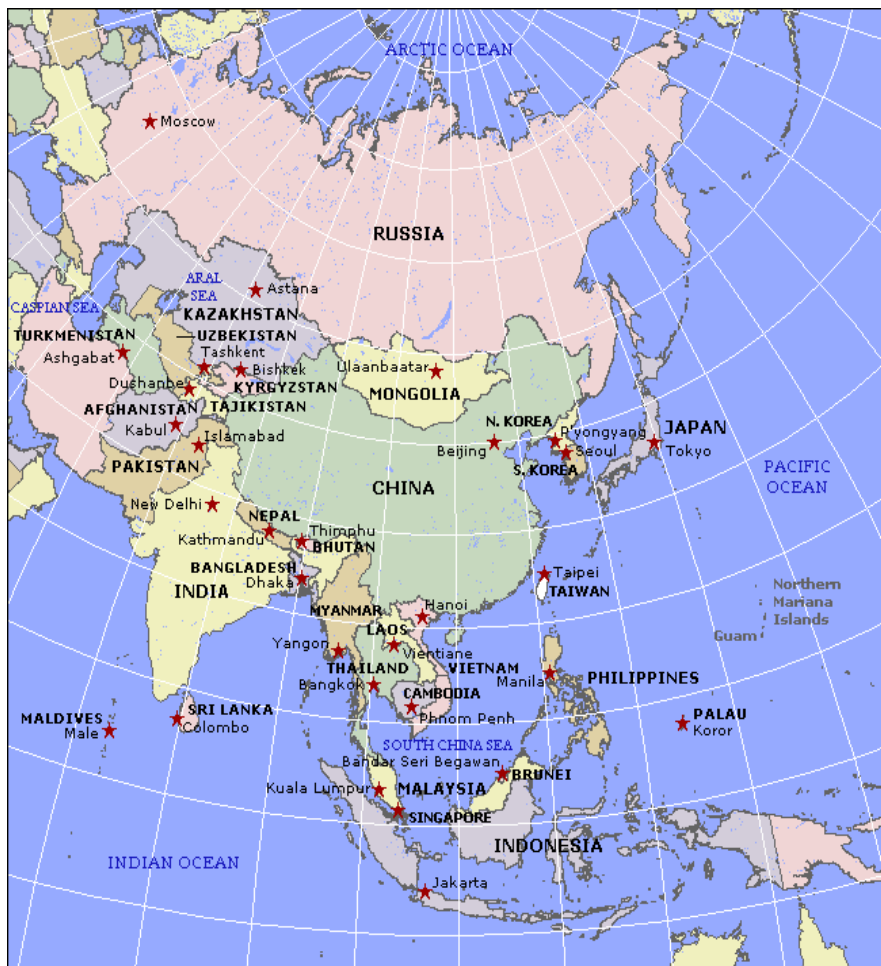 ARCTIC OCEAN
Moscow
RUSSIA
ARAL
SEA
Astana
CASPIAN SEA
KAZAKHSTAN
TURKMENISTAN
UZBEKISTAN
Ashgabat
Tashkent
Bishkek
Ulaanbaatar
Dushanbe
KYRGYZSTAN
MONGOLIA
AFGHANISTAN
TAJIKISTAN
N. KOREA
JAPAN
Kabul
Islamabad
Beijing
P'yongyang
Seoul
Tokyo
PAKISTAN
S. KOREA
PACIFIC
OCEAN
CHINA
New Delhi
NEPAL
Thimphu
Kathmandu
BHUTAN
BANGLADESH
Dhaka
Taipei
TAIWAN
INDIA
Northern
Mariana
Islands
MYANMAR
Hanoi
Guam
LAOS
Yangon
Vientiane
THAILAND
VIETNAM
Bangkok
Manila
PHILIPPINES
CAMBODIA
SRI LANKA
Phnom Penh
MALDIVES
Colombo
PALAU
Male
Koror
SOUTH CHINA SEA
Bandar Seri Begawan
BRUNEI
Kuala Lumpur
MALAYSIA
SINGAPORE
INDONESIA
INDIAN OCEAN
Jakarta